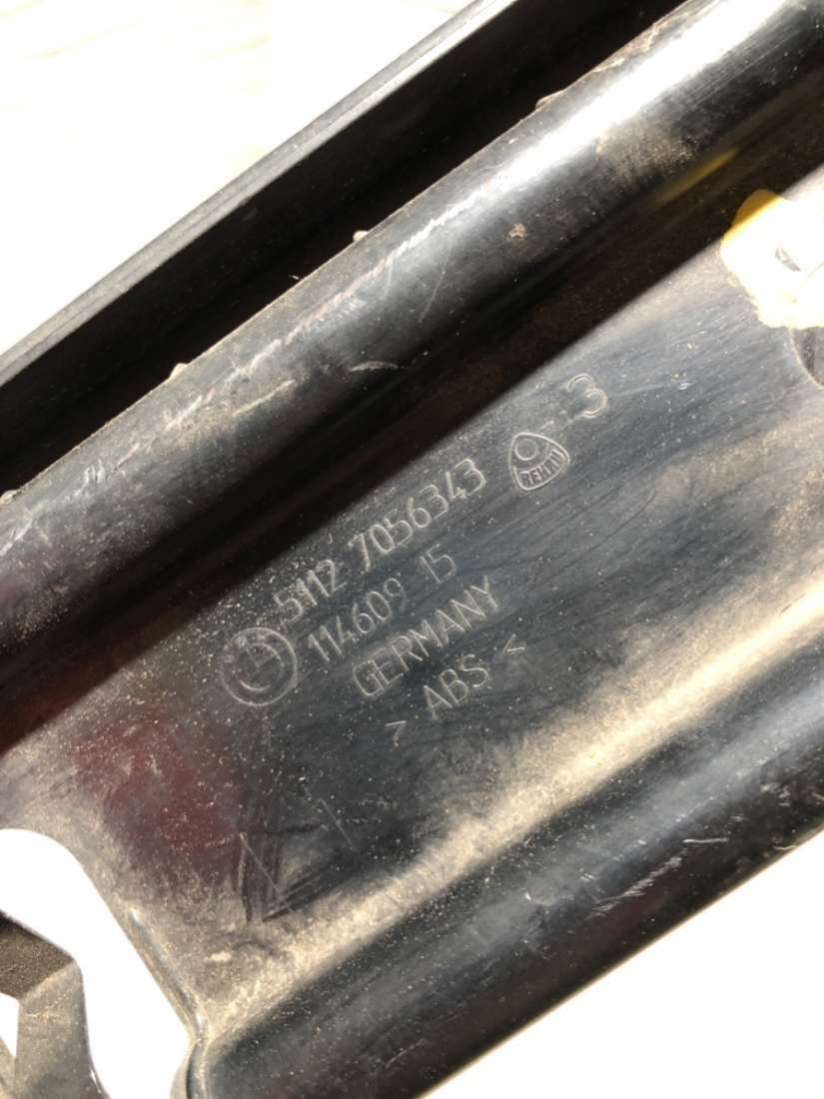 5112 7056343
REHAU
3
114609 15
GERMANY
> ABS <